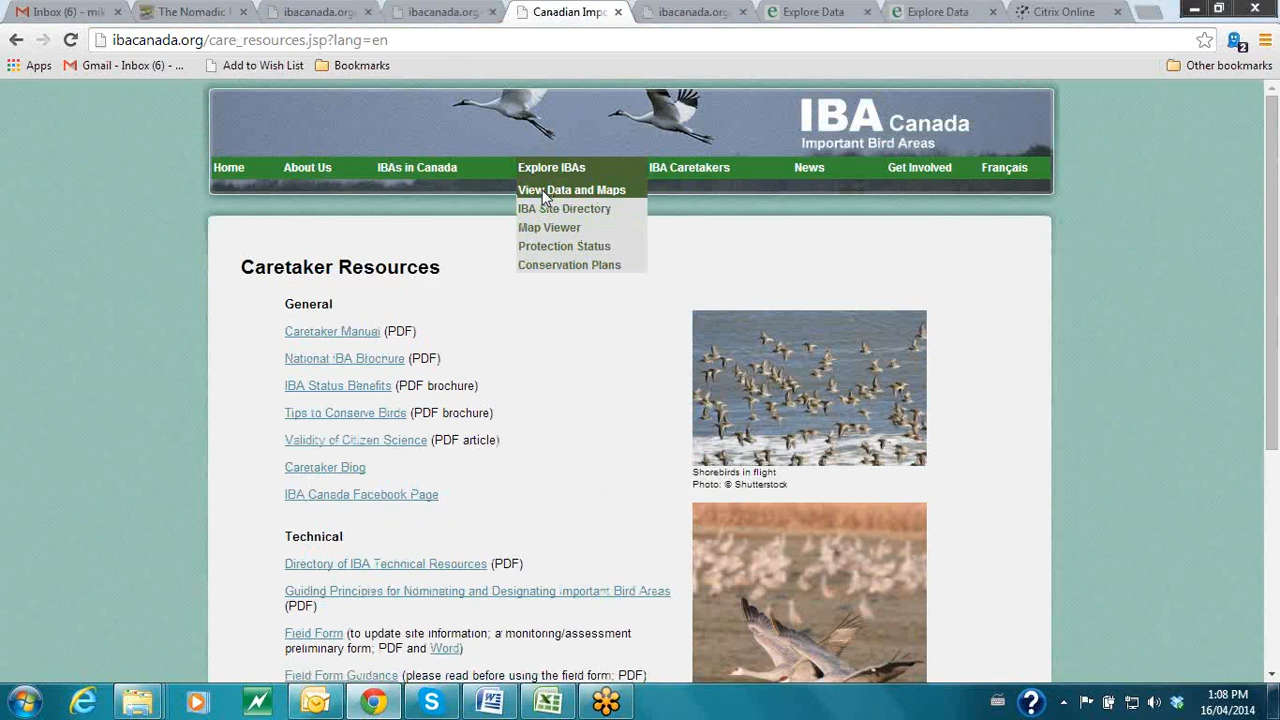 Inbox (6) - mik
The Nomadic
ibacanada.org/
ibacanada.org/
Canadian Impo
ibacanada.org/
Explore Data
Explore Data
Citrix Online
ibacanada.org/care_resources.jsp?lang=en
2
Apps
Gmail - Inbox (6) - ...
Add to Wish List
Bookmarks
Other bookmarks
IBA Canada
Important Bird Areas
Home
About Us
IBAs in Canada
Explore IBAs
IBA Caretakers
News
Get Involved
Français
View Data and Maps
IBA Site Directory
Map Viewer
Protection Status
Conservation Plans
Caretaker Resources
General
Caretaker Manual (PDF)
National IBA Brochure (PDF)
IBA Status Benefits (PDF brochure)
Tips to Conserve Birds (PDF brochure)
Validity of Citizen Science (PDF article)
Caretaker Blog
IBA Canada Facebook Page
Shorebirds in flight
Photo: © Shutterstock
Technical
Directory of IBA Technical Resources (PDF)
Guiding Principles for Nominating and Designating Important Bird Areas
(PDF)
Field Form (to update site information; a monitoring/assessment
preliminary form; PDF and Word)
Field Form Guidance (please read before using the field form; PDF)
1:08 PM
16/04/2014